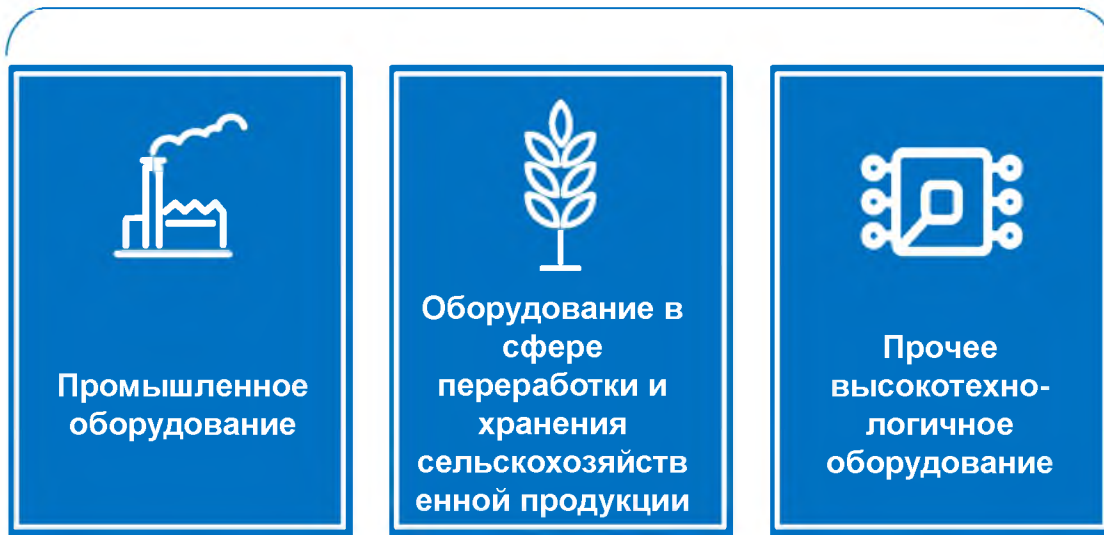 Промышленное
оборудование
Оборудование в
сфере
переработки и
хранения
сельскохозяйств
енной продукции
Прочее
высокотехно-
логичное
оборудование